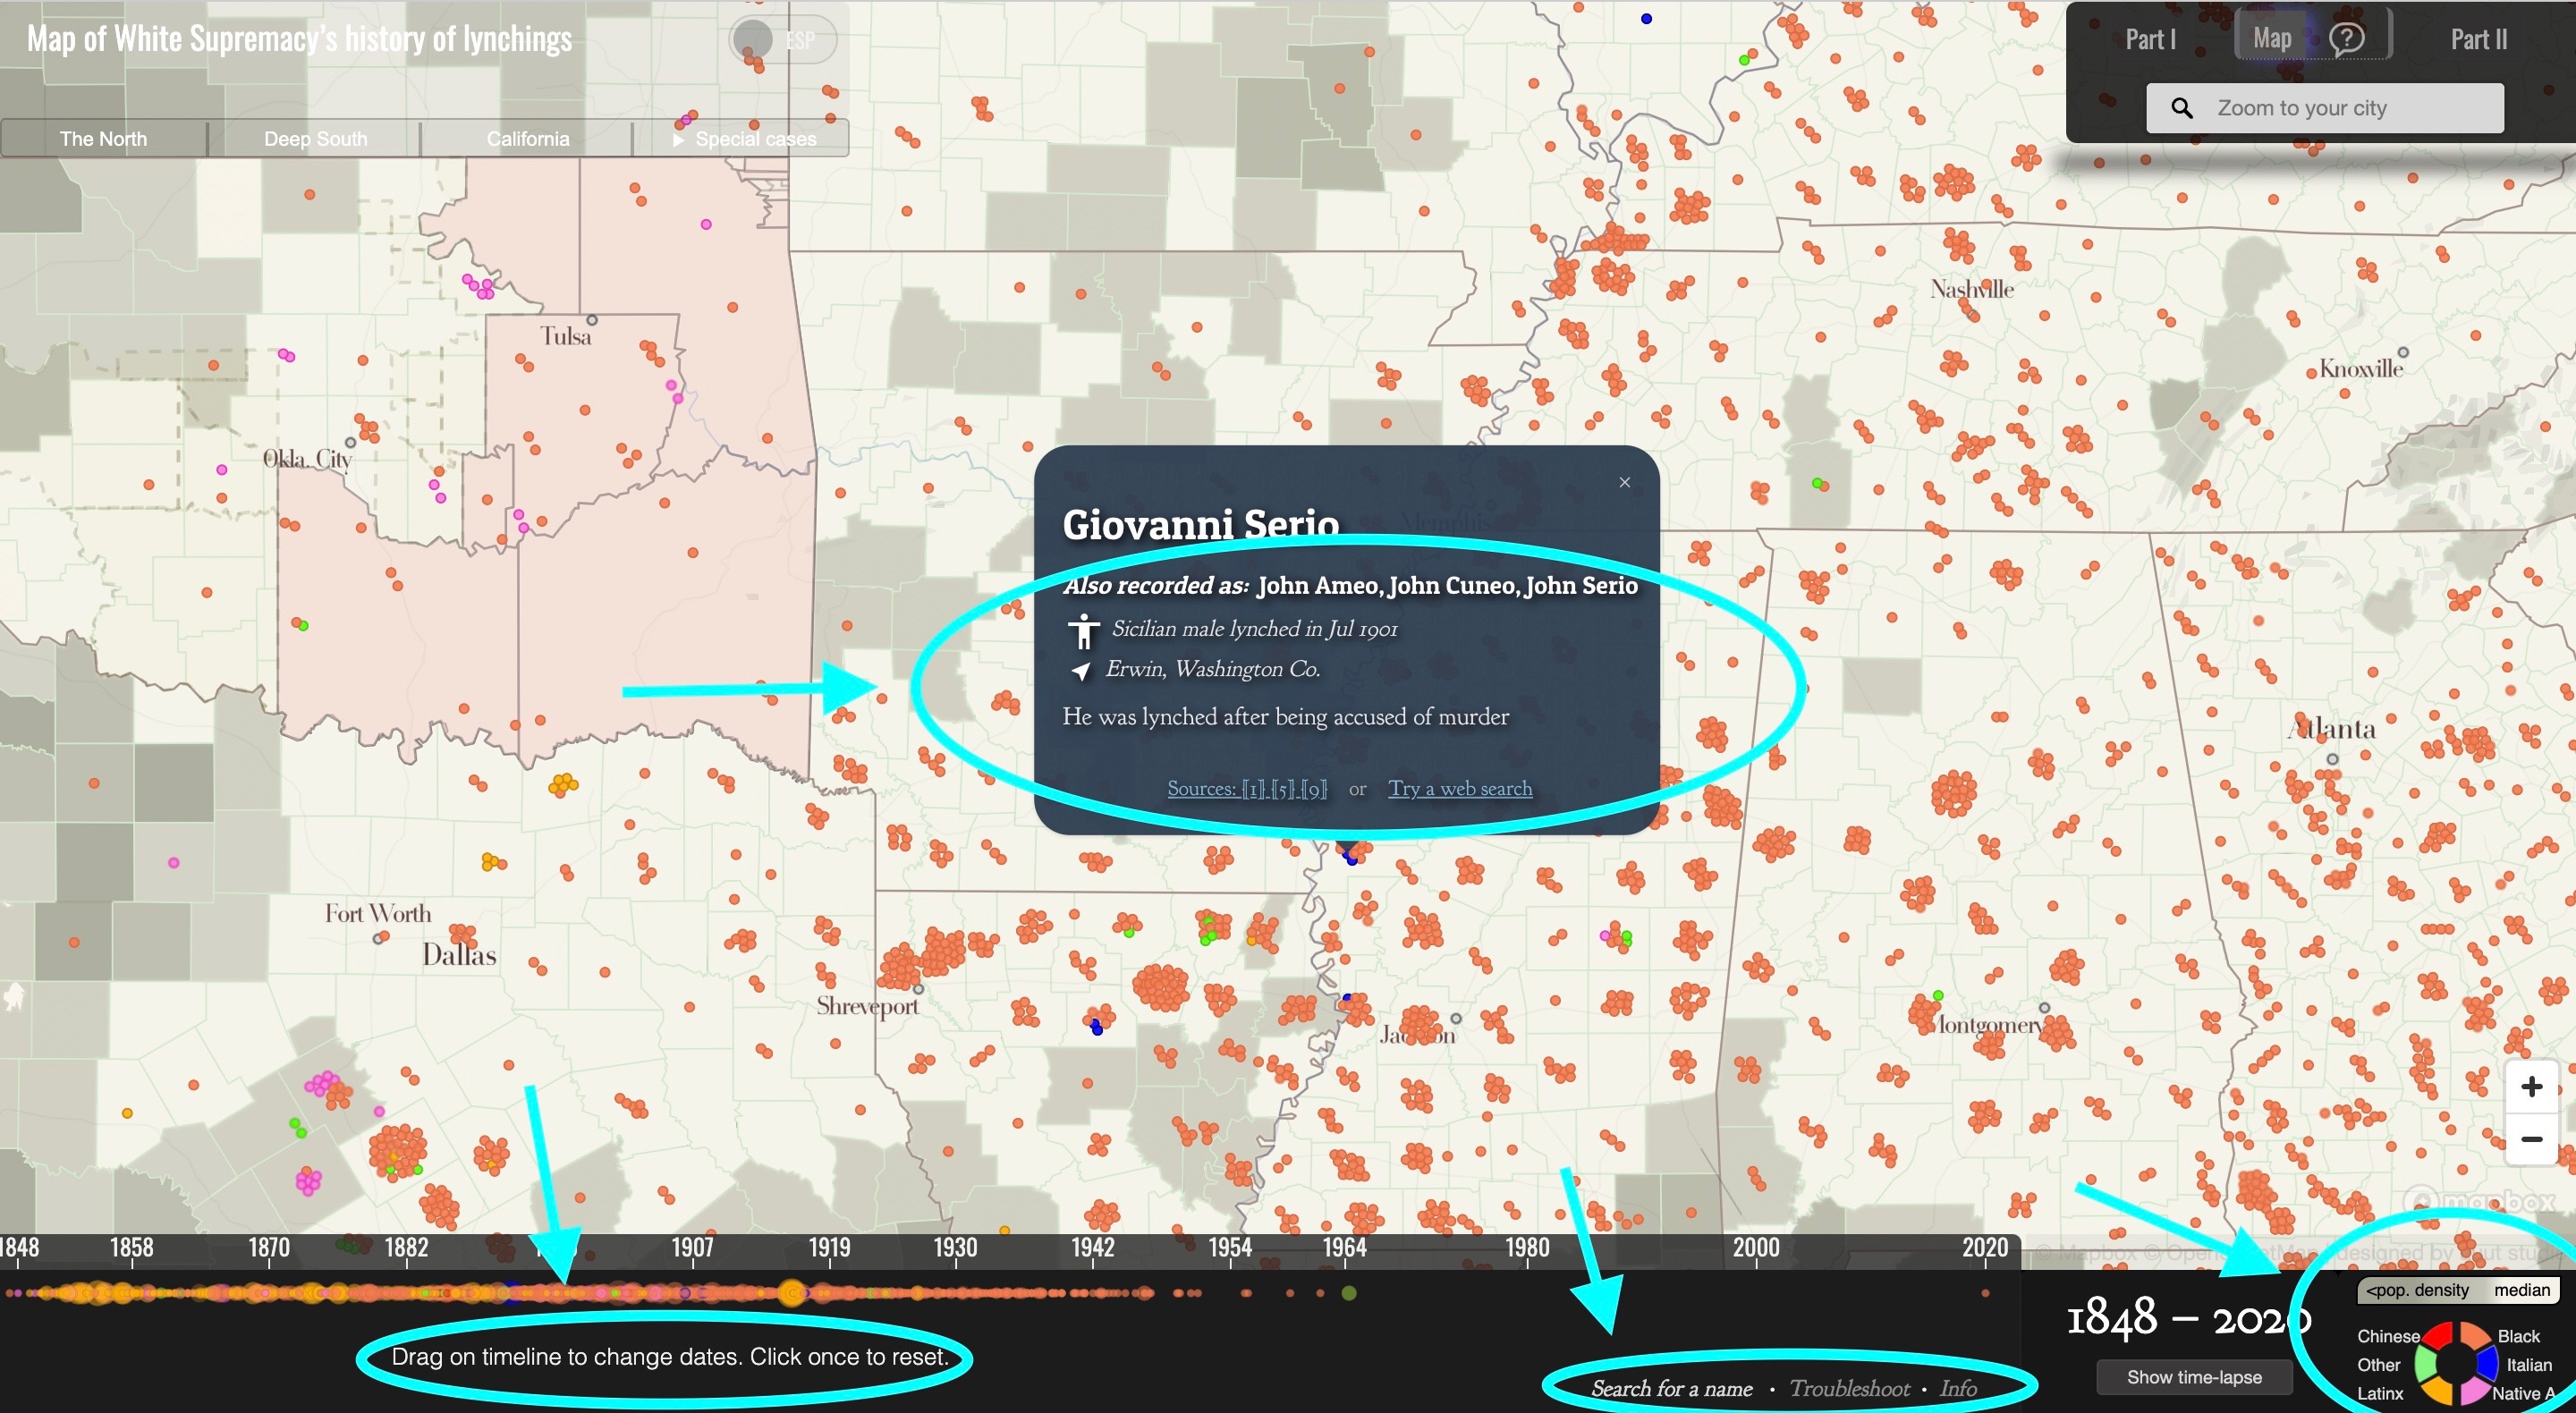 Map of White Supremacy's history of lynchings
ESP
The North
Deep South
California
Special cases
Part I
Map
?
Part II
Zoom to your city
Nashville
Knoxville
Tulsa
Okla. City
Giovanni Serio
×
Memphis
Also recorded as: John Ameo, John Cuneo, John Serio
Sicilian male lynched in Jul 1901
Erwin, Washington Co.
He was lynched after being accused of murder
Sources: [1] [5] [9] or Try a web search
Atlanta
Fort Worth
Dallas
Shreveport
Jackson
Montgomery
+
−
mapbox
1848 1858 1870 1882 1907 1919 1930 1942 1954 1964 1980 2000 2020
© Mapbox © OpenStreetMap | designed by
Drag on timeline to change dates. Click once to reset.
Search for a name • Troubleshoot • Info
1848 – 2020
Show time-lapse
<pop. density median
Chinese Black
Other Italian
Latinx Native A